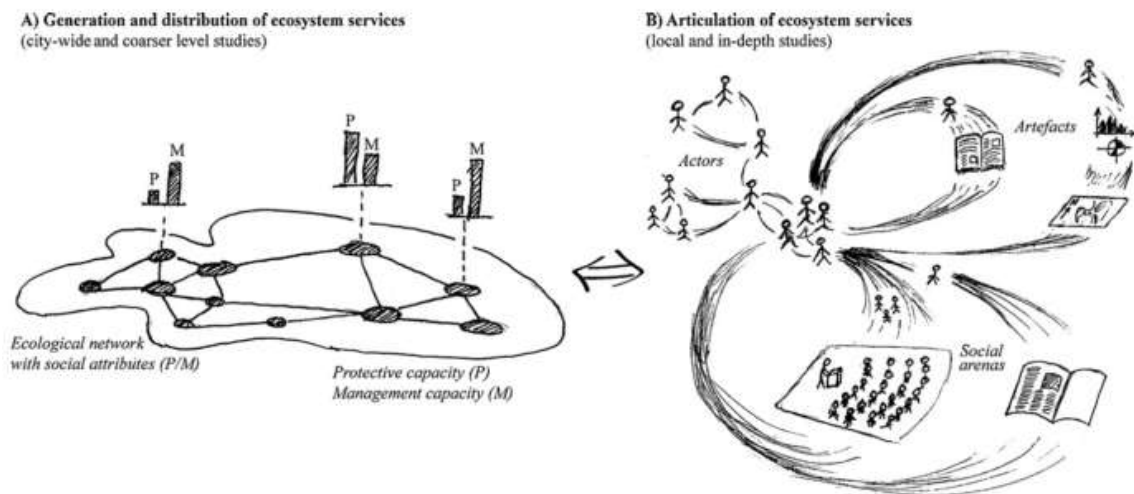 A) Generation and distribution of ecosystem services
(city-wide and coarser level studies)
P
M
P
M
P
M
Ecological network
with social attributes (P/M)
Protective capacity (P)
Management capacity (M)
B) Articulation of ecosystem services
(local and in-depth studies)
Actors
Artefacts
Social
arenas